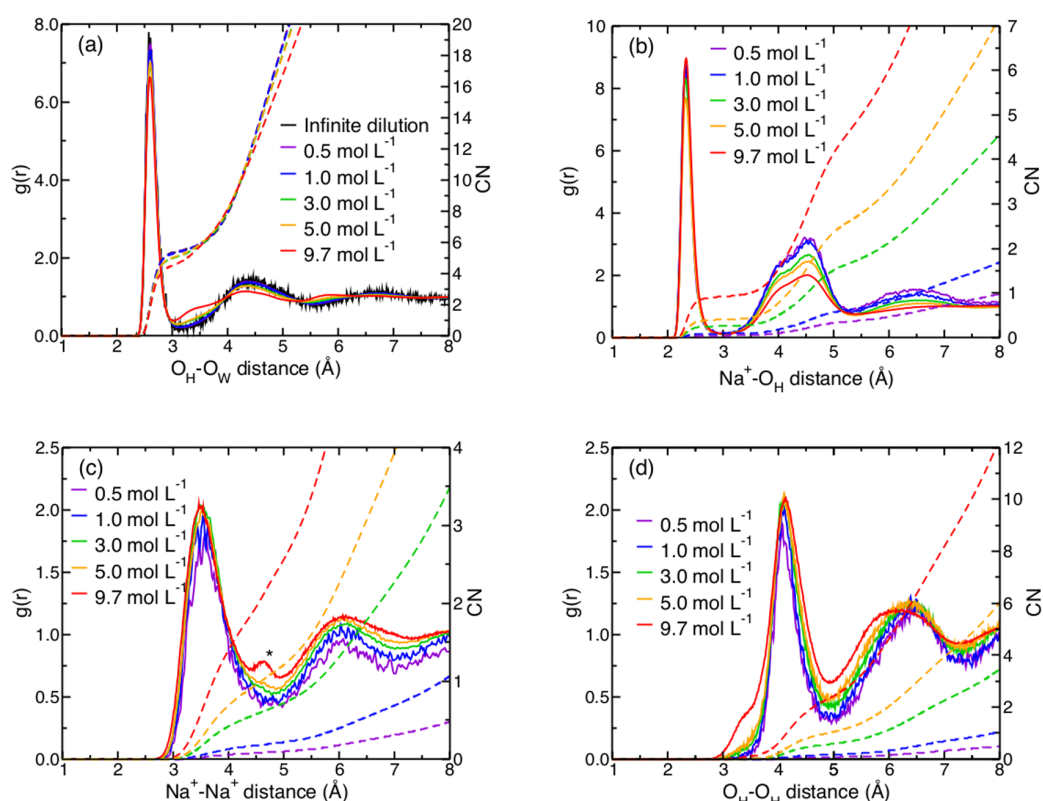 (a)
g(r)
8.0
6.0
4.0
2.0
0.0
20
18
16
14
12
10
8
6
4
2
0
CN
Infinite dilution
0.5 mol L⁻¹
1.0 mol L⁻¹
3.0 mol L⁻¹
5.0 mol L⁻¹
9.7 mol L⁻¹
1 2 3 4 5 6 7 8
O_H-O_W distance (Å)
(b)
g(r)
10
8
6
4
2
0
7
6
5
4
3
2
1
0
CN
0.5 mol L⁻¹
1.0 mol L⁻¹
3.0 mol L⁻¹
5.0 mol L⁻¹
9.7 mol L⁻¹
1 2 3 4 5 6 7 8
Na⁺-O_H distance (Å)
(c)
g(r)
2.5
2.0
1.5
1.0
0.5
0.0
4
3
2
1
0
CN
0.5 mol L⁻¹
1.0 mol L⁻¹
3.0 mol L⁻¹
5.0 mol L⁻¹
9.7 mol L⁻¹
*
1 2 3 4 5 6 7 8
Na⁺-Na⁺ distance (Å)
(d)
g(r)
2.5
2.0
1.5
1.0
0.5
0.0
12
10
8
6
4
2
0
CN
0.5 mol L⁻¹
1.0 mol L⁻¹
3.0 mol L⁻¹
5.0 mol L⁻¹
9.7 mol L⁻¹
1 2 3 4 5 6 7 8
O_H-O_H distance (Å)